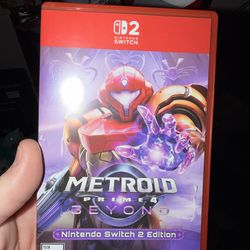 2
NINTENDO
SWITCH
METROID
PRIME 4
BEYOND
Nintendo Switch 2 Edition